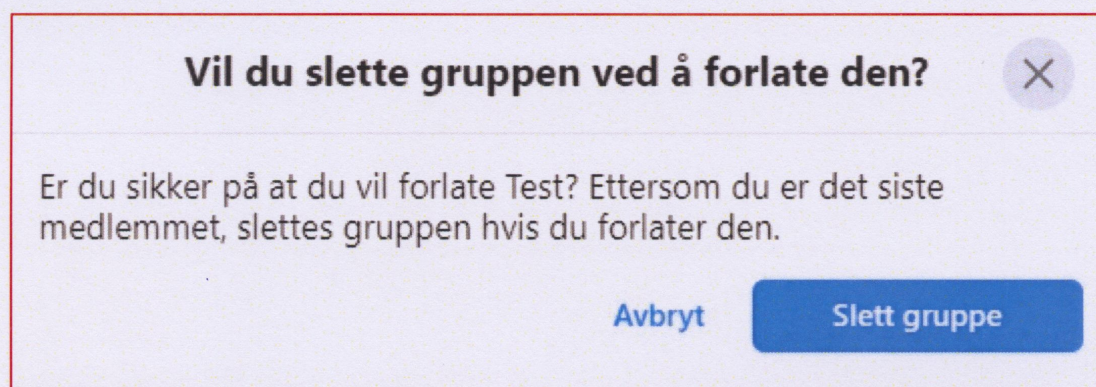 Vil du slette gruppen ved å forlate den?
Er du sikker på at du vil forlate Test? Ettersom du er det siste
medlemmet, slettes gruppen hvis du forlater den.
Avbryt
Slett gruppe